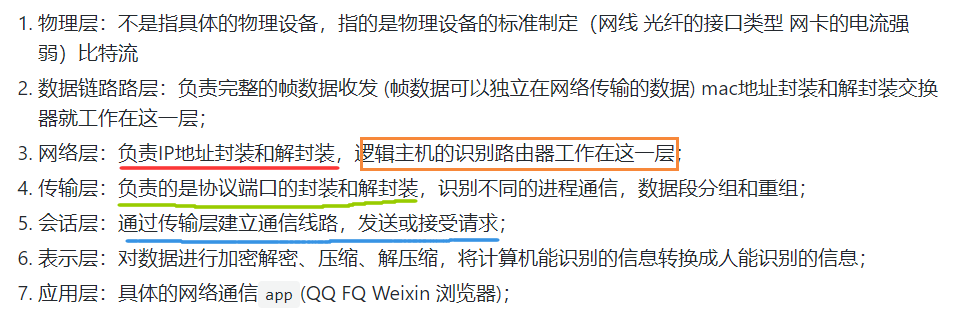 1. 物理层：不是指具体的物理设备，指的是物理设备的标准制定（网线 光纤的接口类型 网卡的电流强
弱）比特流
2. 数据链路路层：负责完整的帧数据收发 (帧数据可以独立在网络传输的数据) mac地址封装和解封装交换
器就工作在这一层；
3. 网络层：负责IP地址封装和解封装，逻辑主机的识别路由器工作在这一层；
4. 传输层：负责的是协议端口的封装和解封装，识别不同的进程通信，数据段分组和重组；
5. 会话层：通过传输层建立通信线路，发送或接受请求；
6. 表示层：对数据进行加密解密、压缩、解压缩，将计算机能识别的信息转换成人能识别的信息；
7. 应用层：具体的网络通信 app (QQ FQ Weixin 浏览器)；